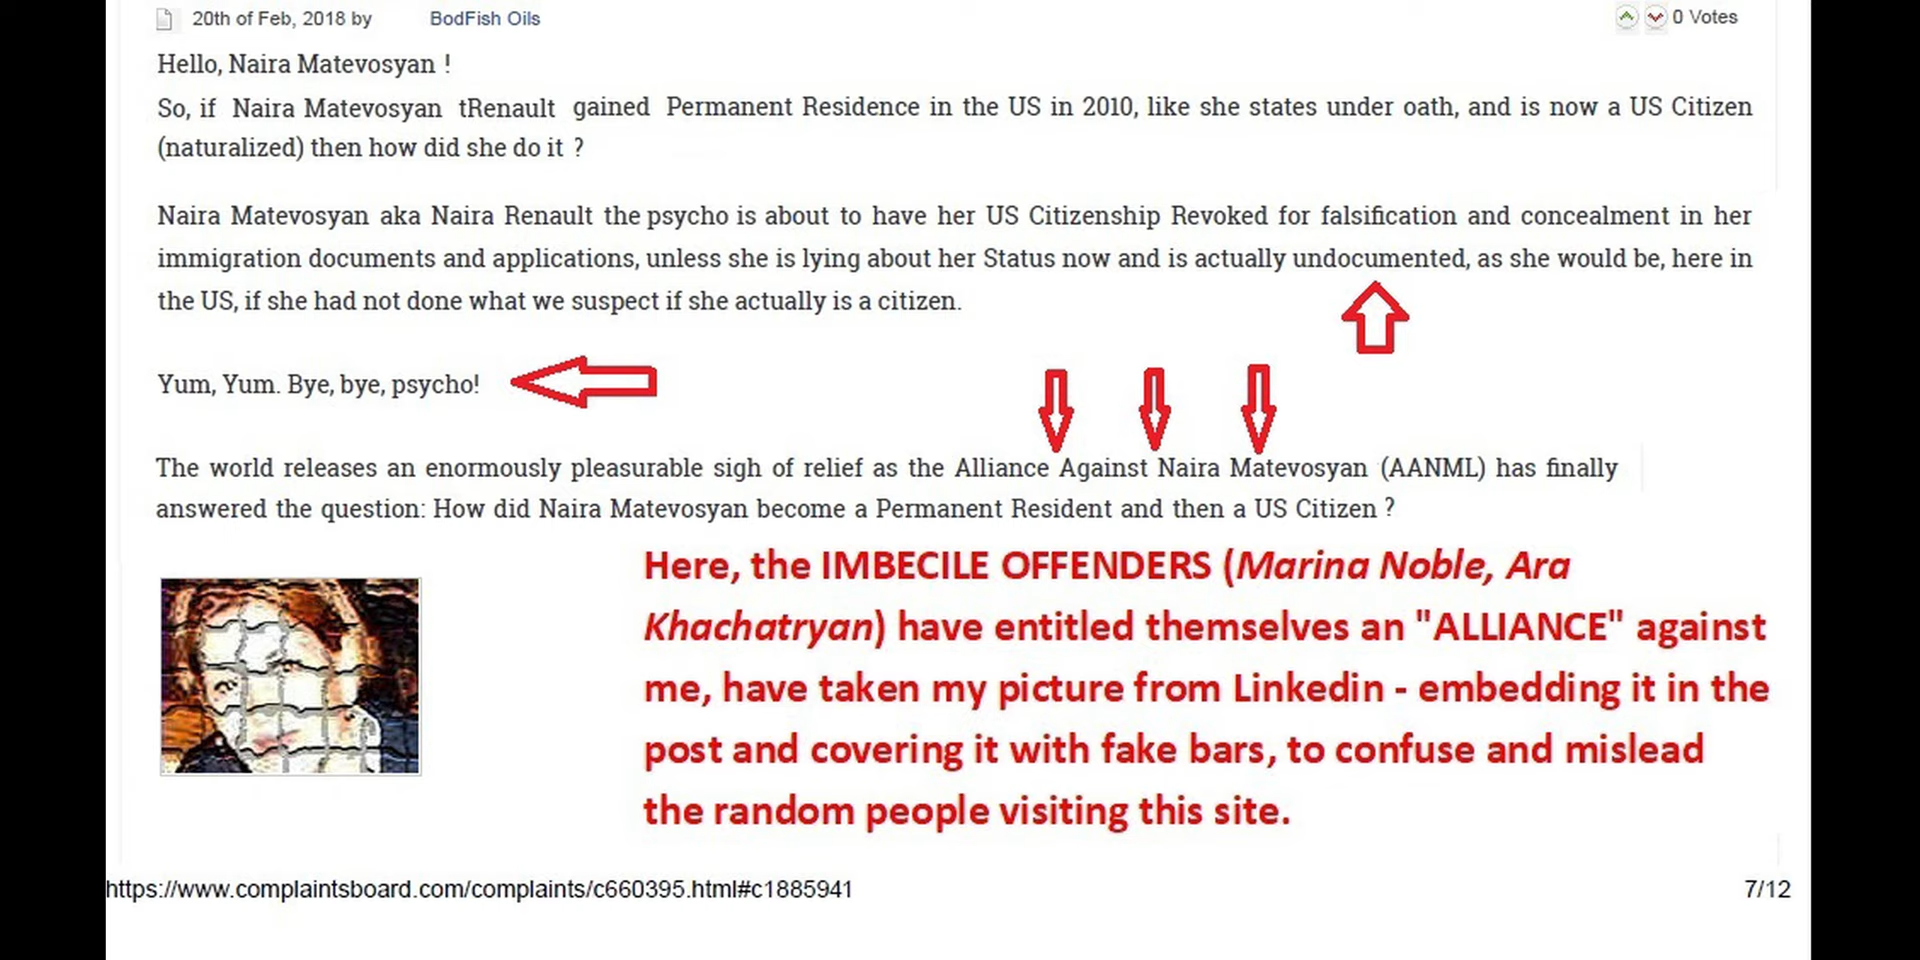 20th of Feb, 2018 by BodFish Oils 0 Votes
Hello, Naira Matevosyan !
So, if Naira Matevosyan tRenault gained Permanent Residence in the US in 2010, like she states under oath, and is now a US Citizen
(naturalized) then how did she do it ?
Naira Matevosyan aka Naira Renault the psycho is about to have her US Citizenship Revoked for falsification and concealment in her
immigration documents and applications, unless she is lying about her Status now and is actually undocumented, as she would be, here in
the US, if she had not done what we suspect if she actually is a citizen.
Yum, Yum. Bye, bye, psycho!
The world releases an enormously pleasurable sigh of relief as the Alliance Against Naira Matevosyan (AANML) has finally
answered the question: How did Naira Matevosyan become a Permanent Resident and then a US Citizen ?
Here, the IMBECILE OFFENDERS (Marina Noble, Ara
Khachatryan) have entitled themselves an "ALLIANCE" against
me, have taken my picture from Linkedin - embedding it in the
post and covering it with fake bars, to confuse and mislead
the random people visiting this site.
https://www.complaintsboard.com/complaints/c660395.html#c1885941 7/12